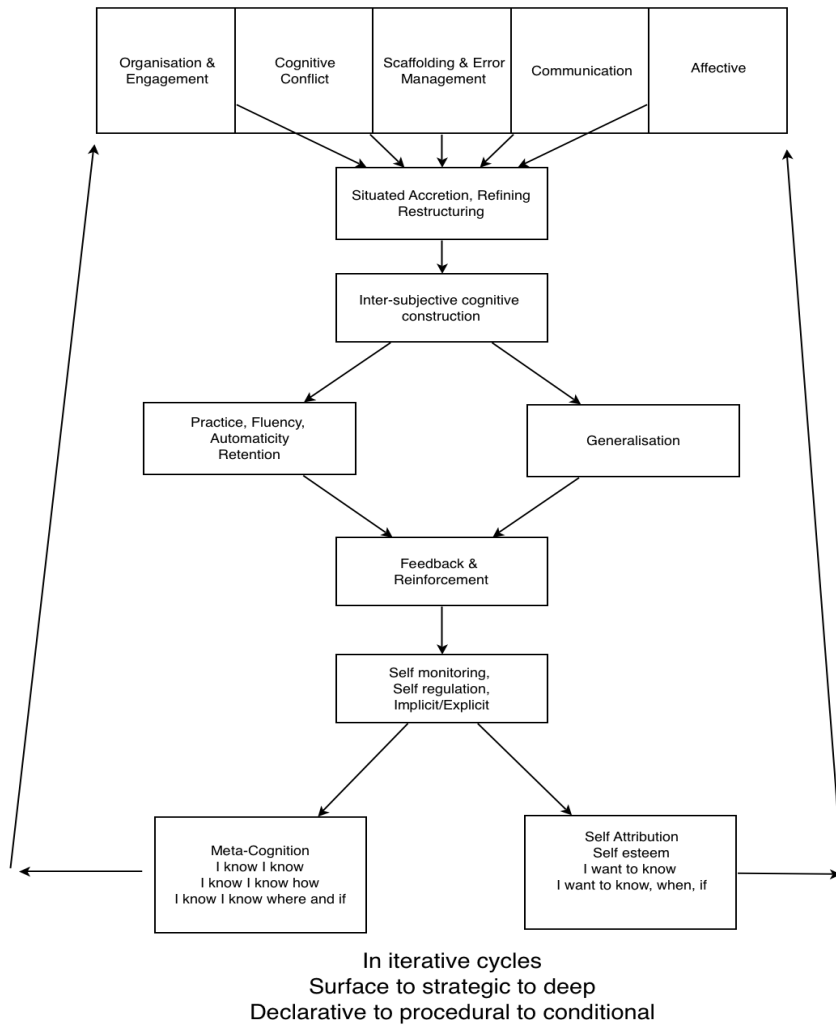 Organisation &
Engagement
Cognitive
Conflict
Scaffolding & Error
Management
Communication
Affective
Situated Accretion, Refining
Restructuring
Inter-subjective cognitive
construction
Practice, Fluency,
Automaticity
Retention
Generalisation
Feedback &
Reinforcement
Self monitoring,
Self regulation,
Implicit/Explicit
Meta-Cognition
I know I know
I know I know how
I know I know where and if
Self Attribution
Self esteem
I want to know
I want to know, when, if
In iterative cycles
Surface to strategic to deep
Declarative to procedural to conditional